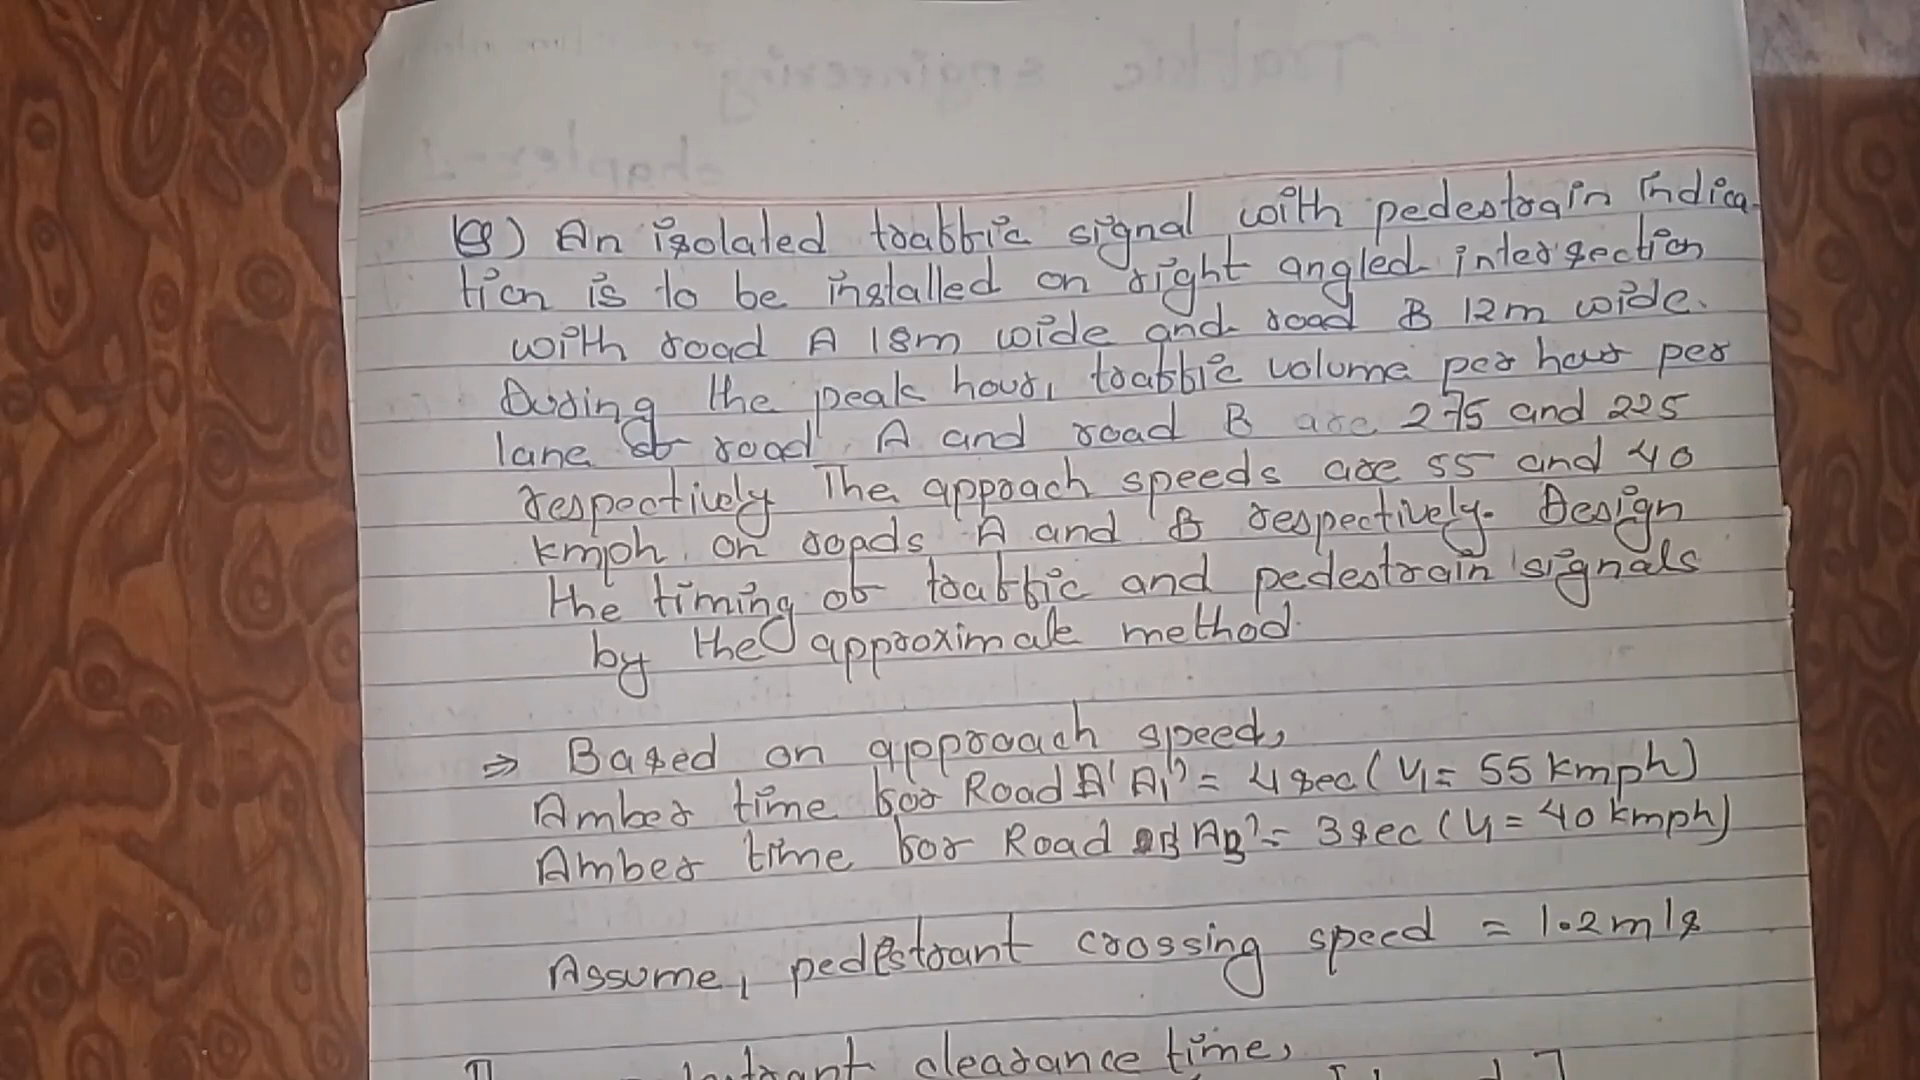 Q) An isolated traffic signal with pedestrain indica-
tion is to be installed on right angled intersection
with road A 18m wide and road B 12m wide.
During the peak hour, traffic volume per hour per
lane of road A and road B are 275 and 225
respectively The approach speeds are 55 and 40
kmph on roads A and B respectively. Design
the timing of traffic and pedestrain signals
by the approximate method.
⇒ Based on approach speed,
Amber time for Road A' A₁' = 4 sec (V₁ = 55 kmph)
Amber time for Road B AB' = 3 sec (V₁ = 40 kmph)
Assume, pedestrant crossing speed = 1.2 m/s
clearance time,